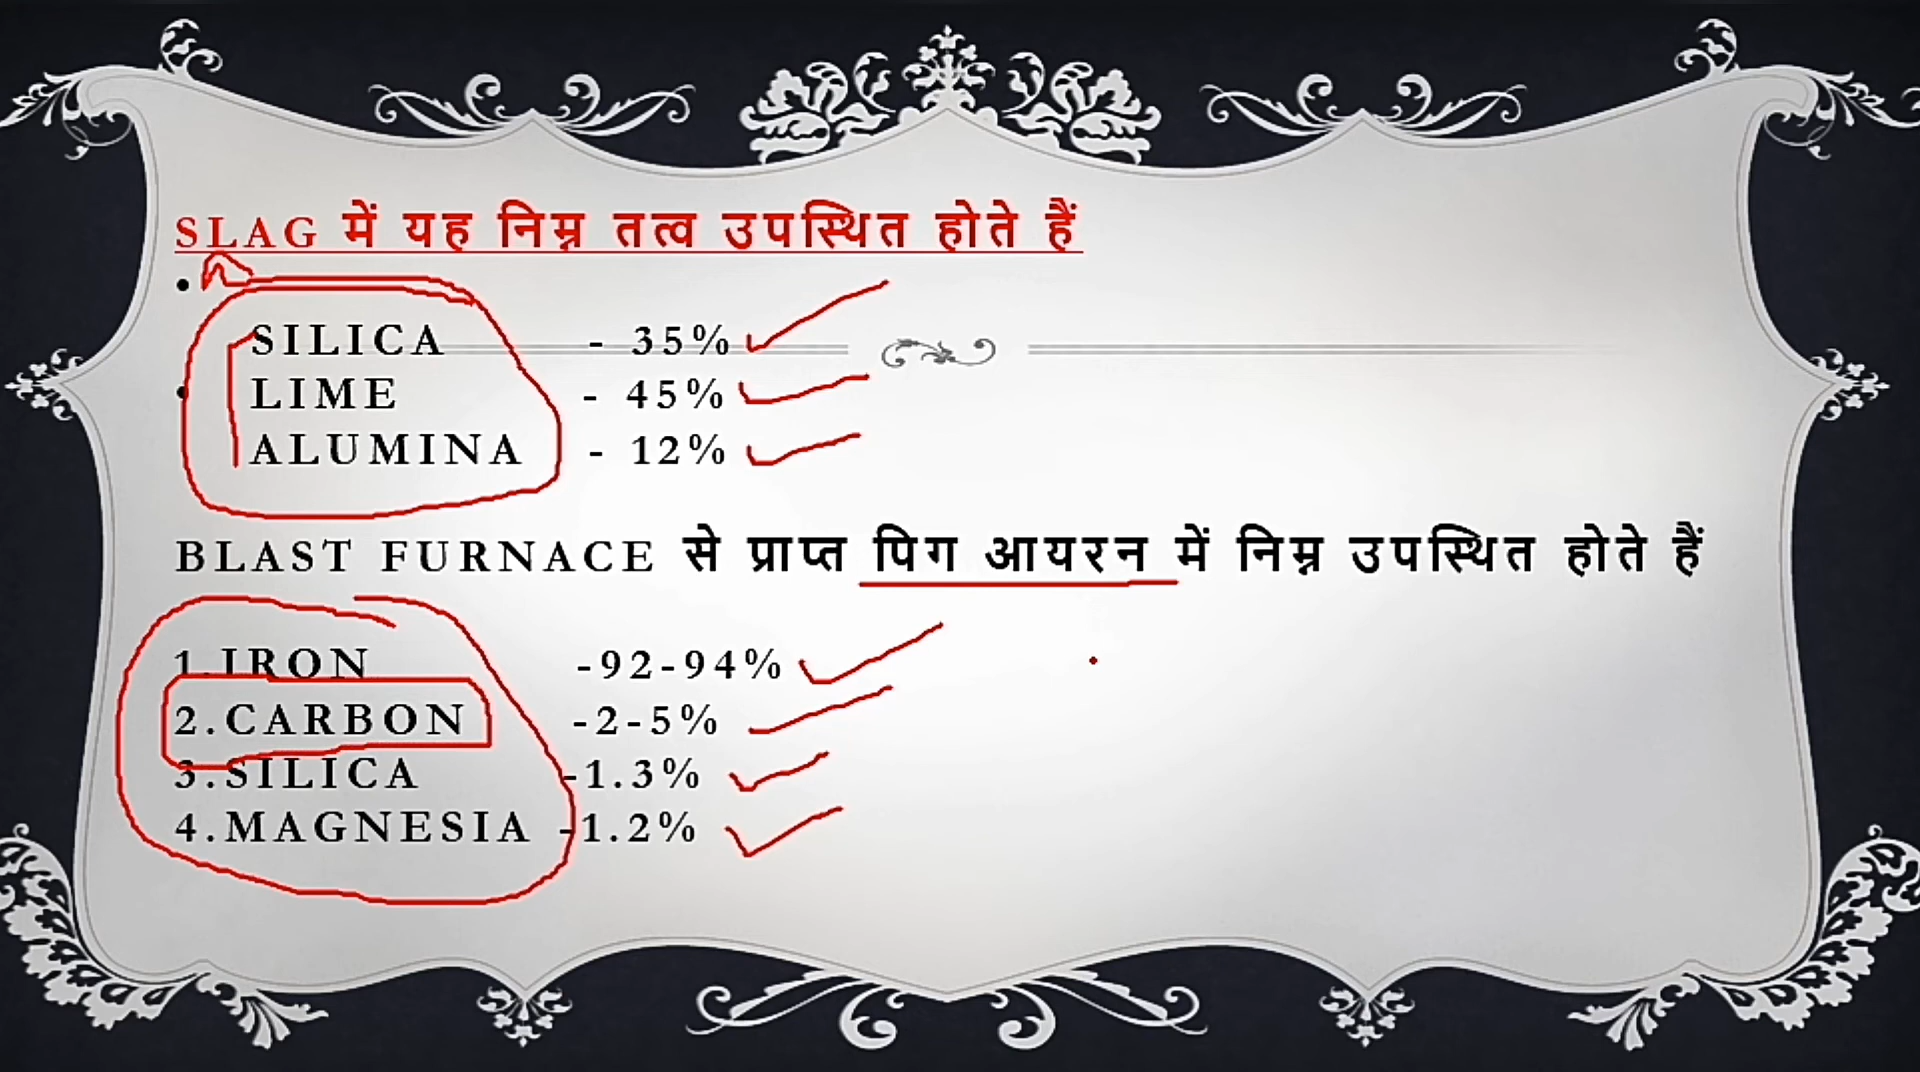 SLAG में यह निम्न तत्व उपस्थित होते हैं
SILICA - 35%
LIME - 45%
ALUMINA - 12%
BLAST FURNACE से प्राप्त पिग आयरन में निम्न उपस्थित होते हैं
1.IRON -92-94%
2.CARBON -2-5%
3.SILICA -1.3%
4.MAGNESIA -1.2%